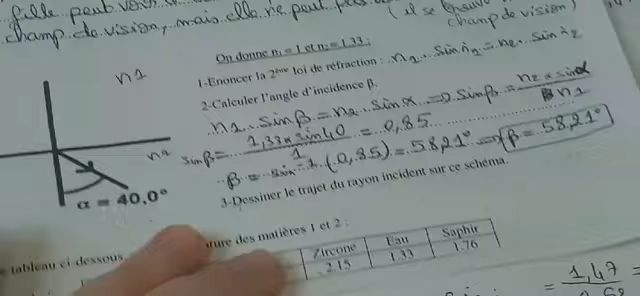 fille peut voir
champ de vision, mais elle ne peut pas
champ de vision)
On donne n₁ = 1 et n₂ = 1,33 :
1-Enoncer la 2ème loi de réfraction : n1 . sin i1 = n2 . sin i2
2-Calculer l'angle d'incidence β.
n1 . sin β = n2 . sin α => sin β = n2 x sin α / n1
sin β = 1,33 x sin 40 / 1 = 0,85
β = sin-1 (0,85) = 58,21° => β = 58,21°
3-Dessiner le trajet du rayon incident sur ce schéma.
n1
α = 40.0°
tableau ci-dessous,
ture des matières 1 et 2 :
Zircone Eau Saphir
2.15 1.33 1.76
= 1,47 =